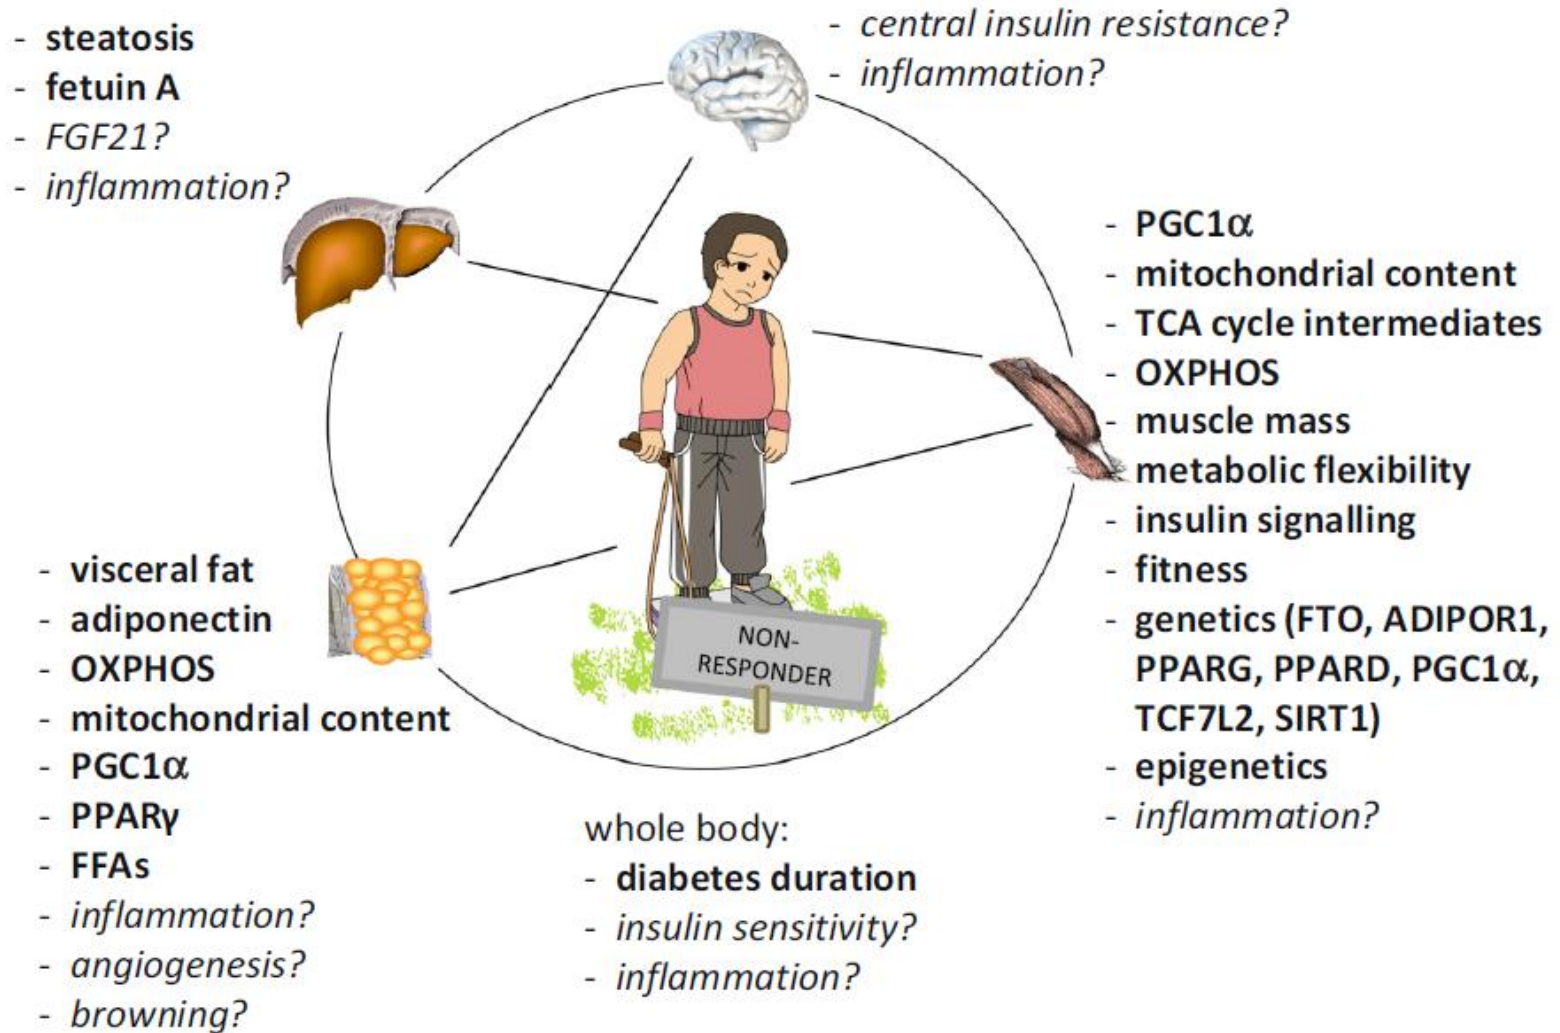 - steatosis
- fetuin A
- FGF21?
- inflammation?
- central insulin resistance?
- inflammation?
- PGC1α
- mitochondrial content
- TCA cycle intermediates
- OXPHOS
- muscle mass
- metabolic flexibility
- insulin signalling
- fitness
- genetics (FTO, ADIPOR1,
PPARG, PPARD, PGC1α,
TCF7L2, SIRT1)
- epigenetics
- inflammation?
- visceral fat
- adiponectin
- OXPHOS
- mitochondrial content
- PGC1α
- PPARγ
- FFAs
- inflammation?
- angiogenesis?
- browning?
NON-
RESPONDER
whole body:
- diabetes duration
- insulin sensitivity?
- inflammation?